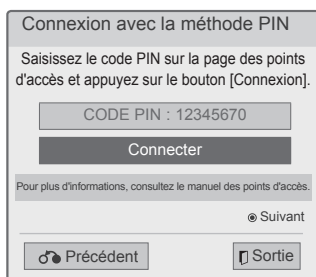 Connexion avec la méthode PIN
Saisissez le code PIN sur la page des points
d'accès et appuyez sur le bouton [Connexion].
CODE PIN : 12345670
Connecter
Pour plus d'informations, consultez le manuel des points d'accès.
Suivant
Précédent
Sortie